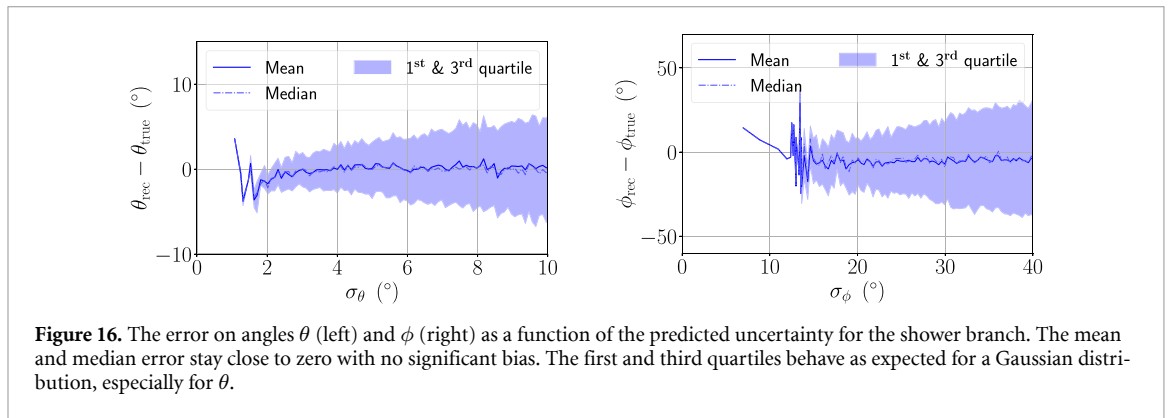 Mean
Median
1st & 3rd quartile
10
0
−10
θrec − θtrue (°)
0
2
4
6
8
10
σθ (°)
Mean
Median
1st & 3rd quartile
50
0
−50
ϕrec − ϕtrue (°)
0
10
20
30
40
σϕ (°)
Figure 16. The error on angles θ (left) and ϕ (right) as a function of the predicted uncertainty for the shower branch. The mean
and median error stay close to zero with no significant bias. The first and third quartiles behave as expected for a Gaussian distri-
bution, especially for θ.